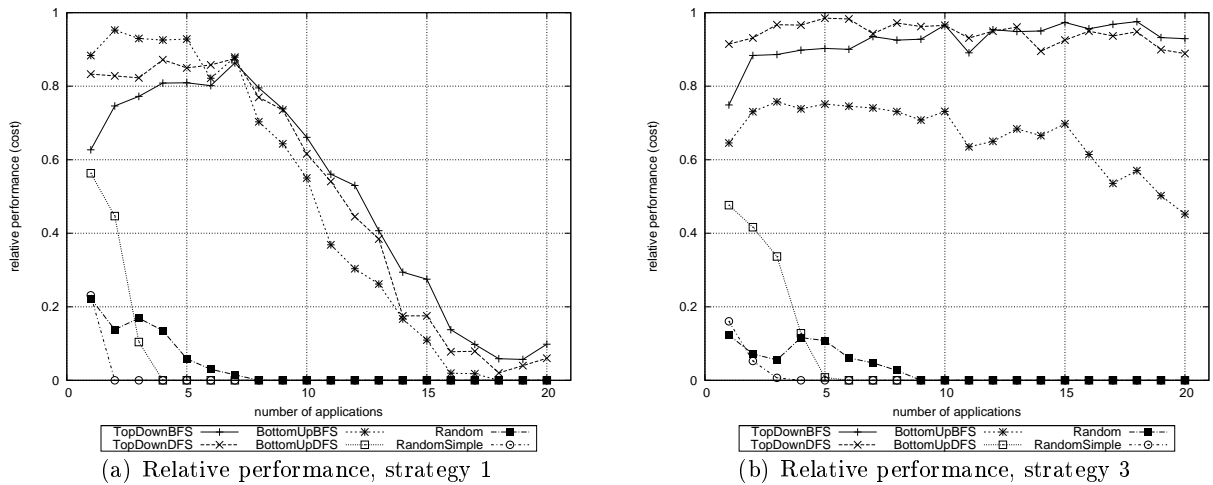 1
0.8
0.6
0.4
0.2
0
relative performance (cost)
0 5 10 15 20
number of applications
TopDownBFS BottomUpBFS Random
TopDownDFS BottomUpDFS RandomSimple
(a) Relative performance, strategy 1
1
0.8
0.6
0.4
0.2
0
relative performance (cost)
0 5 10 15 20
number of applications
TopDownBFS BottomUpBFS Random
TopDownDFS BottomUpDFS RandomSimple
(b) Relative performance, strategy 3